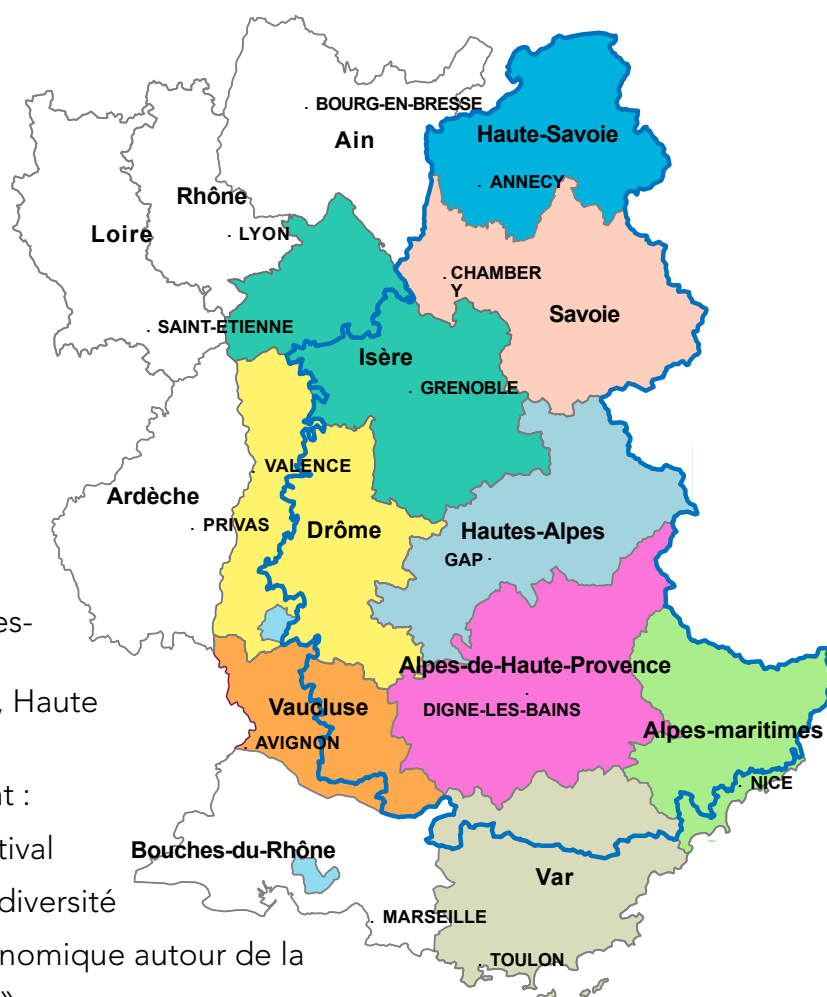 BOURG-EN-BRESSE
Ain
Haute-Savoie
ANNECY
Rhône
Loire
LYON
CHAMBER
Y
Savoie
SAINT-ETIENNE
Isère
GRENOBLE
VALENCE
Ardèche
PRIVAS
Drôme
Hautes-Alpes
GAP
es-
Alpes-de-Haute-Provence
, Haute
Vaucluse
DIGNE-LES-BAINS
Alpes-maritimes
AVIGNON
NICE
t :
tival
Bouches-du-Rhône
Var
diversité
MARSEILLE
nomique autour de la
TOULON
»